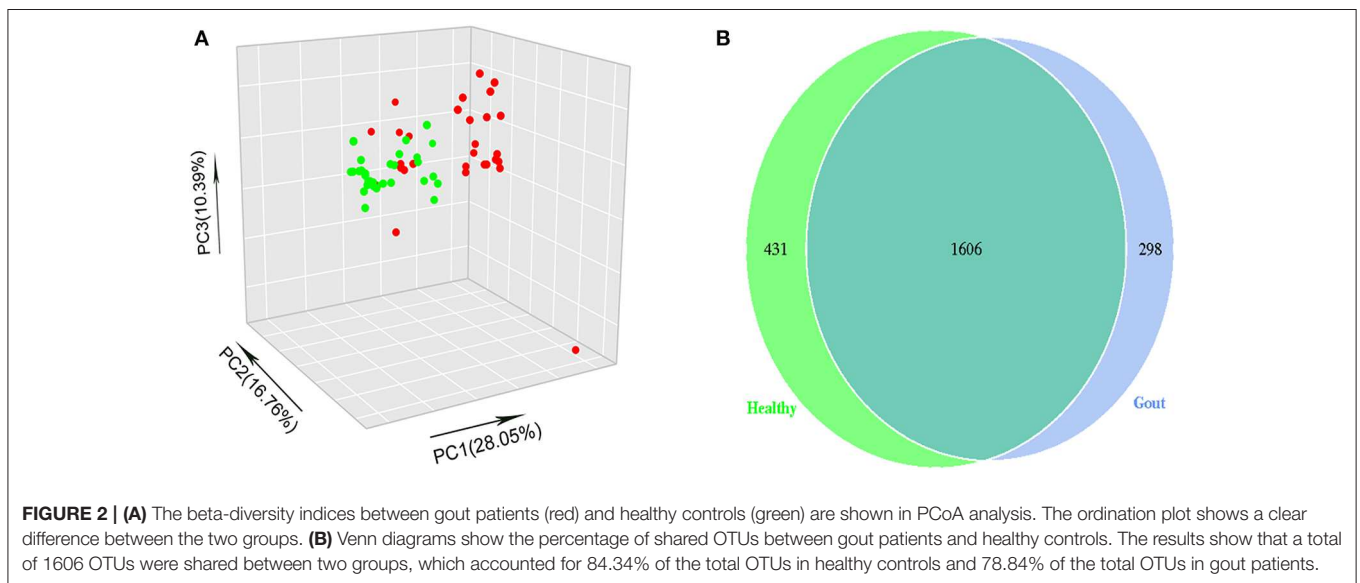 A
B
PC3(10.39%)
PC2(16.76%)
PC1(28.05%)
431
1606
298
Healthy
Gout
FIGURE 2 | (A) The beta-diversity indices between gout patients (red) and healthy controls (green) are shown in PCoA analysis. The ordination plot shows a clear
difference between the two groups. (B) Venn diagrams show the percentage of shared OTUs between gout patients and healthy controls. The results show that a total
of 1606 OTUs were shared between two groups, which accounted for 84.34% of the total OTUs in healthy controls and 78.84% of the total OTUs in gout patients.